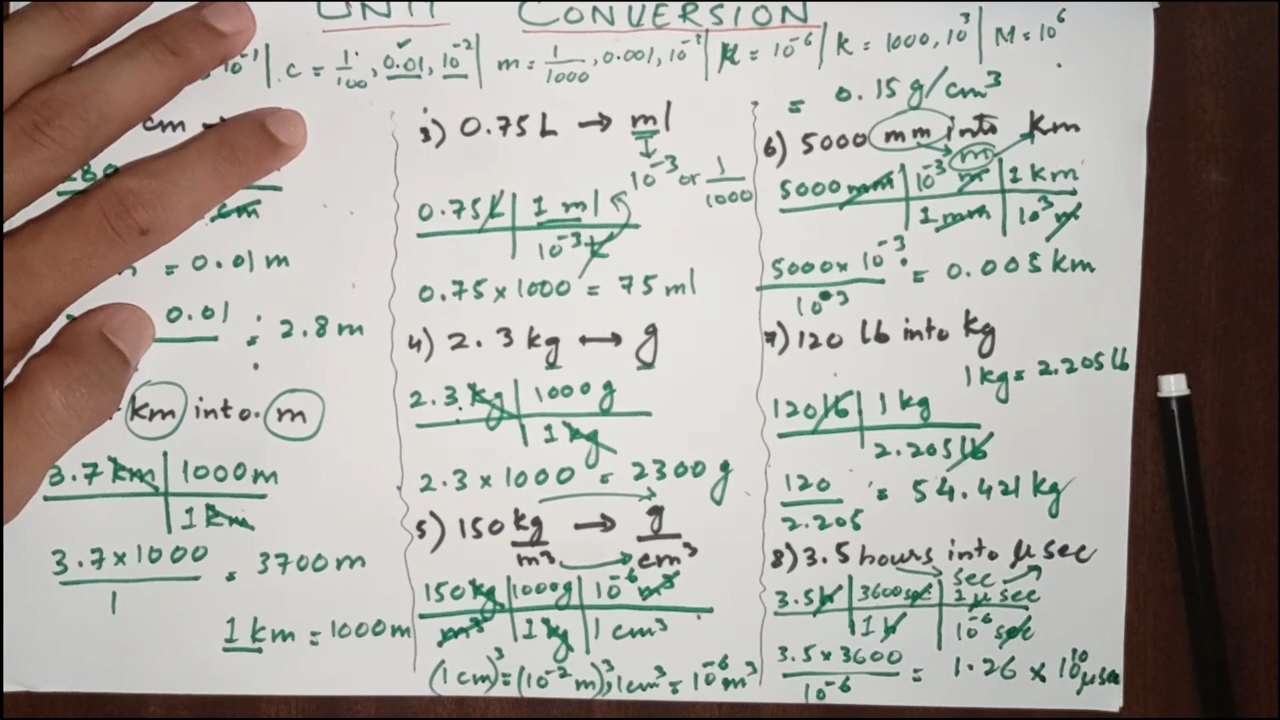 UNIT CONVERSION
10⁻¹ | c = 1/100, 0.01, 10⁻² | m = 1/1000, 0.001, 10⁻³ | = 10⁻⁶ | k = 1000, 10³ | M = 10⁶
cm →
280
cm
= 0.01 m
0.01 = 2.8 m
km into m
3.7 km | 1000 m
1 km
3.7 × 1000 / 1 = 3700 m
1 km = 1000 m
3) 0.75 L → ml
10⁻³ or 1/1000
0.75 L | 1 ml
10⁻³ L
0.75 × 1000 = 75 ml
4) 2.3 kg → g
2.3 kg | 1000 g
1 kg
2.3 × 1000 = 2300 g
5) 150 kg/m³ → g/cm³
150 kg | 1000 g | 10⁻⁶ m³
m³ | 1 kg | 1 cm³
(1 cm)³ = (10⁻² m)³, 1 cm³ = 10⁻⁶ m³
= 0.15 g/cm³
6) 5000 mm into km
m
5000 mm | 10⁻³ m | 1 km
1 mm | 10³ m
5000 × 10⁻³ / 10³ = 0.005 km
7) 120 lb into kg
1 kg = 2.205 lb
120 lb | 1 kg
2.205 lb
120 / 2.205 = 54.421 kg
8) 3.5 hours into μ sec
sec
3.5 h | 3600 sec | 1 μ sec
1 h | 10⁻⁶ sec
3.5 × 3600 / 10⁻⁶ = 1.26 × 10¹⁰ μ sec